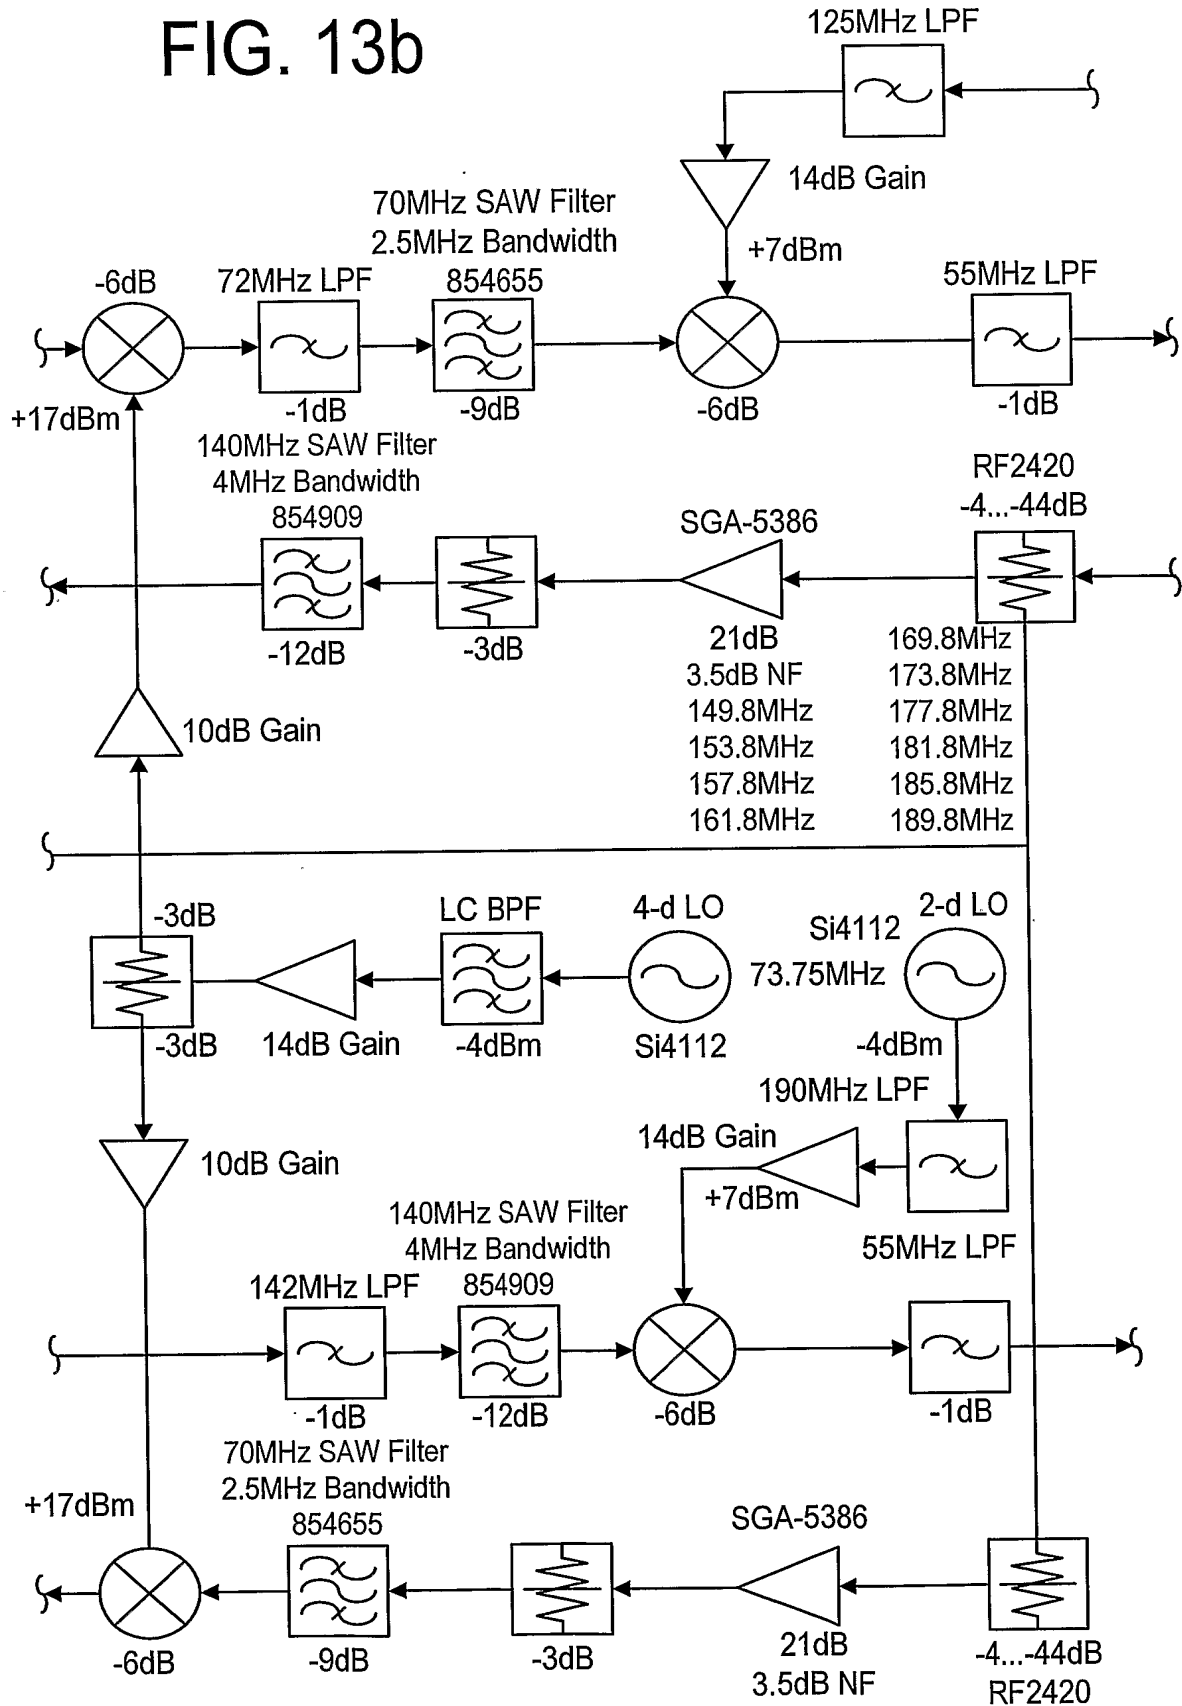 FIG. 13b
125MHz LPF
14dB Gain
+7dBm
70MHz SAW Filter
2.5MHz Bandwidth
854655
-6dB
72MHz LPF
55MHz LPF
+17dBm
-1dB
-9dB
-6dB
-1dB
140MHz SAW Filter
4MHz Bandwidth
854909
SGA-5386
RF2420
-4...-44dB
-12dB
-3dB
21dB
3.5dB NF
149.8MHz
153.8MHz
157.8MHz
161.8MHz
169.8MHz
173.8MHz
177.8MHz
181.8MHz
185.8MHz
189.8MHz
10dB Gain
-3dB
LC BPF
4-d LO
2-d LO
Si4112
73.75MHz
-3dB
14dB Gain
-4dBm
Si4112
-4dBm
190MHz LPF
14dB Gain
+7dBm
10dB Gain
140MHz SAW Filter
4MHz Bandwidth
854909
142MHz LPF
55MHz LPF
-1dB
-12dB
-6dB
-1dB
70MHz SAW Filter
2.5MHz Bandwidth
854655
+17dBm
SGA-5386
-6dB
-9dB
-3dB
21dB
3.5dB NF
-4...-44dB
RF2420